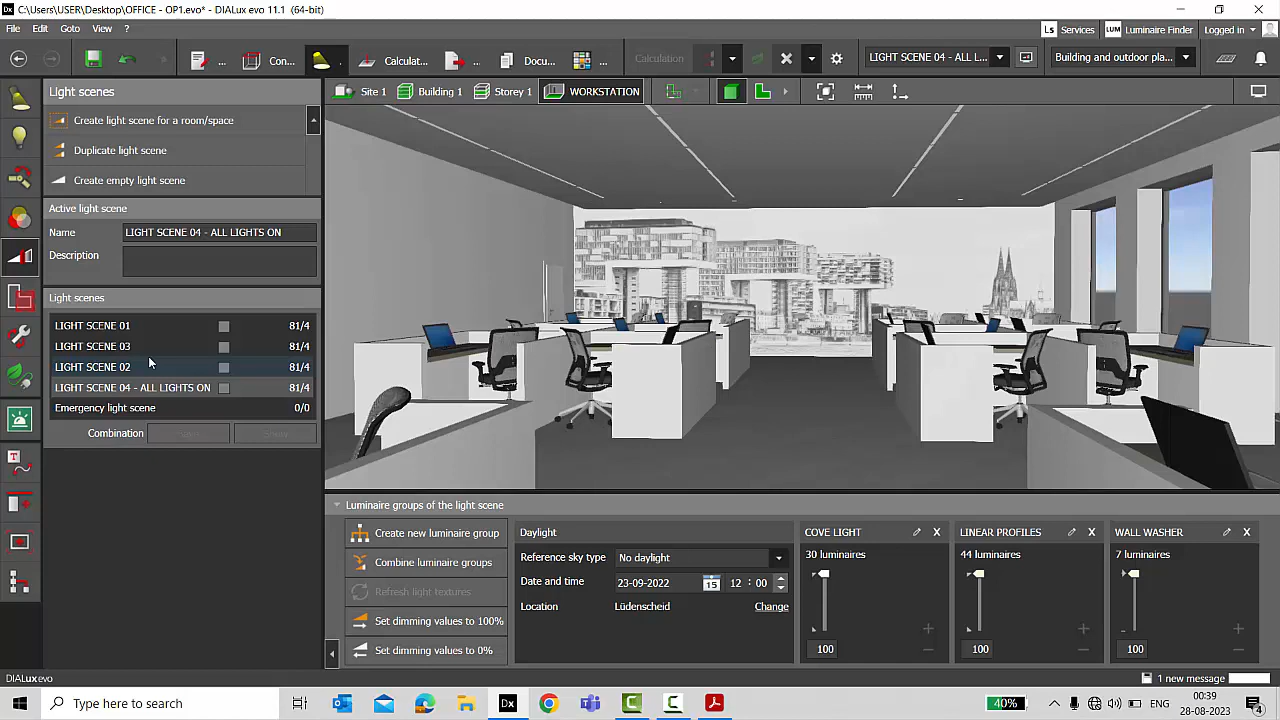 C:\Users\USER\Desktop\OFFICE - OP1.evo* - DIALux evo 11.1 (64-bit)
File Edit Goto View ?
Services Luminaire Finder Logged in
... Con... . Calculat... ... Docu... ... Calculation LIGHT SCENE 04 - ALL L... Building and outdoor pla...
Light scenes Site 1 Building 1 Storey 1 WORKSTATION
Create light scene for a room/space
Duplicate light scene
Create empty light scene
Active light scene
Name LIGHT SCENE 04 - ALL LIGHTS ON
Description
Light scenes
LIGHT SCENE 01 81/4
LIGHT SCENE 03 81/4
LIGHT SCENE 02 81/4
LIGHT SCENE 04 - ALL LIGHTS ON 81/4
Emergency light scene 0/0
Combination
Luminaire groups of the light scene
Create new luminaire group
Combine luminaire groups
Refresh light textures
Set dimming values to 100%
Set dimming values to 0%
Daylight
Reference sky type No daylight
Date and time 23-09-2022 15 12 : 00
Location Lüdenscheid Change
COVE LIGHT
30 luminaires
100
LINEAR PROFILES
44 luminaires
100
WALL WASHER
7 luminaires
100
DIALux evo 1 new message
Type here to search
40% ENG
00:39
28-08-2023
4